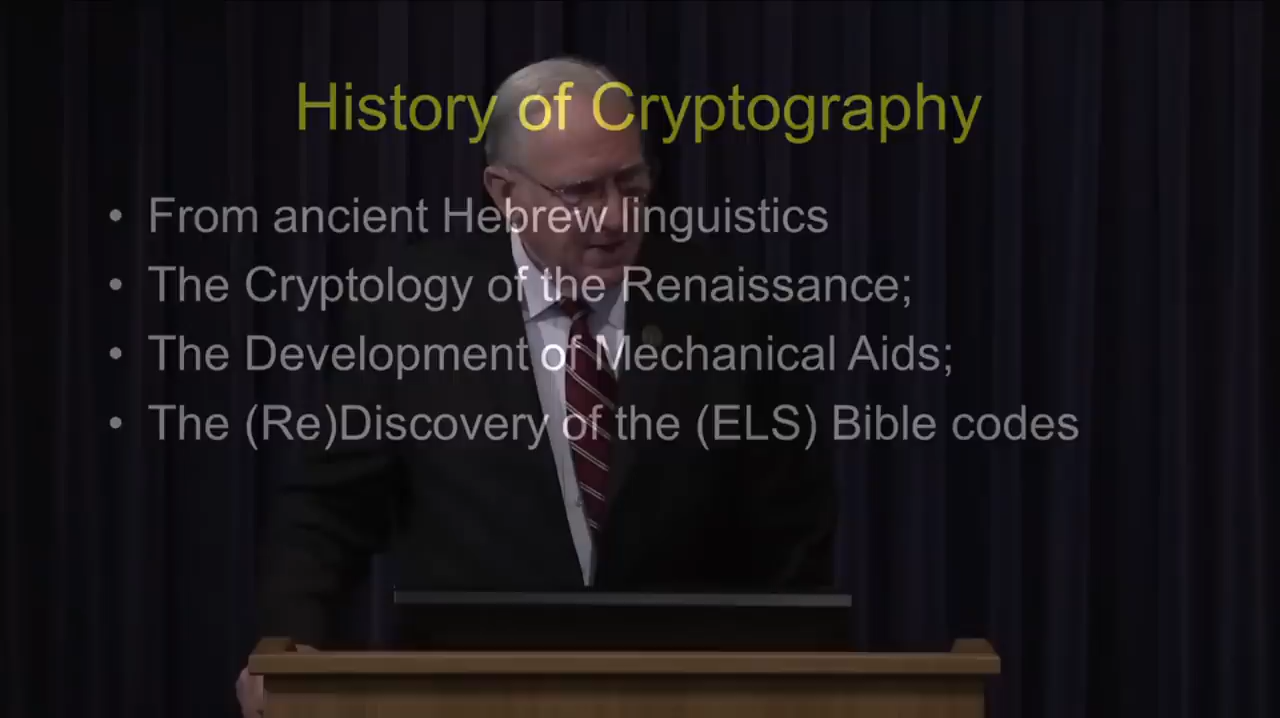 History of Cryptography
• From ancient Hebrew linguistics
• The Cryptology of the Renaissance;
• The Development of Mechanical Aids;
• The (Re)Discovery of the (ELS) Bible codes